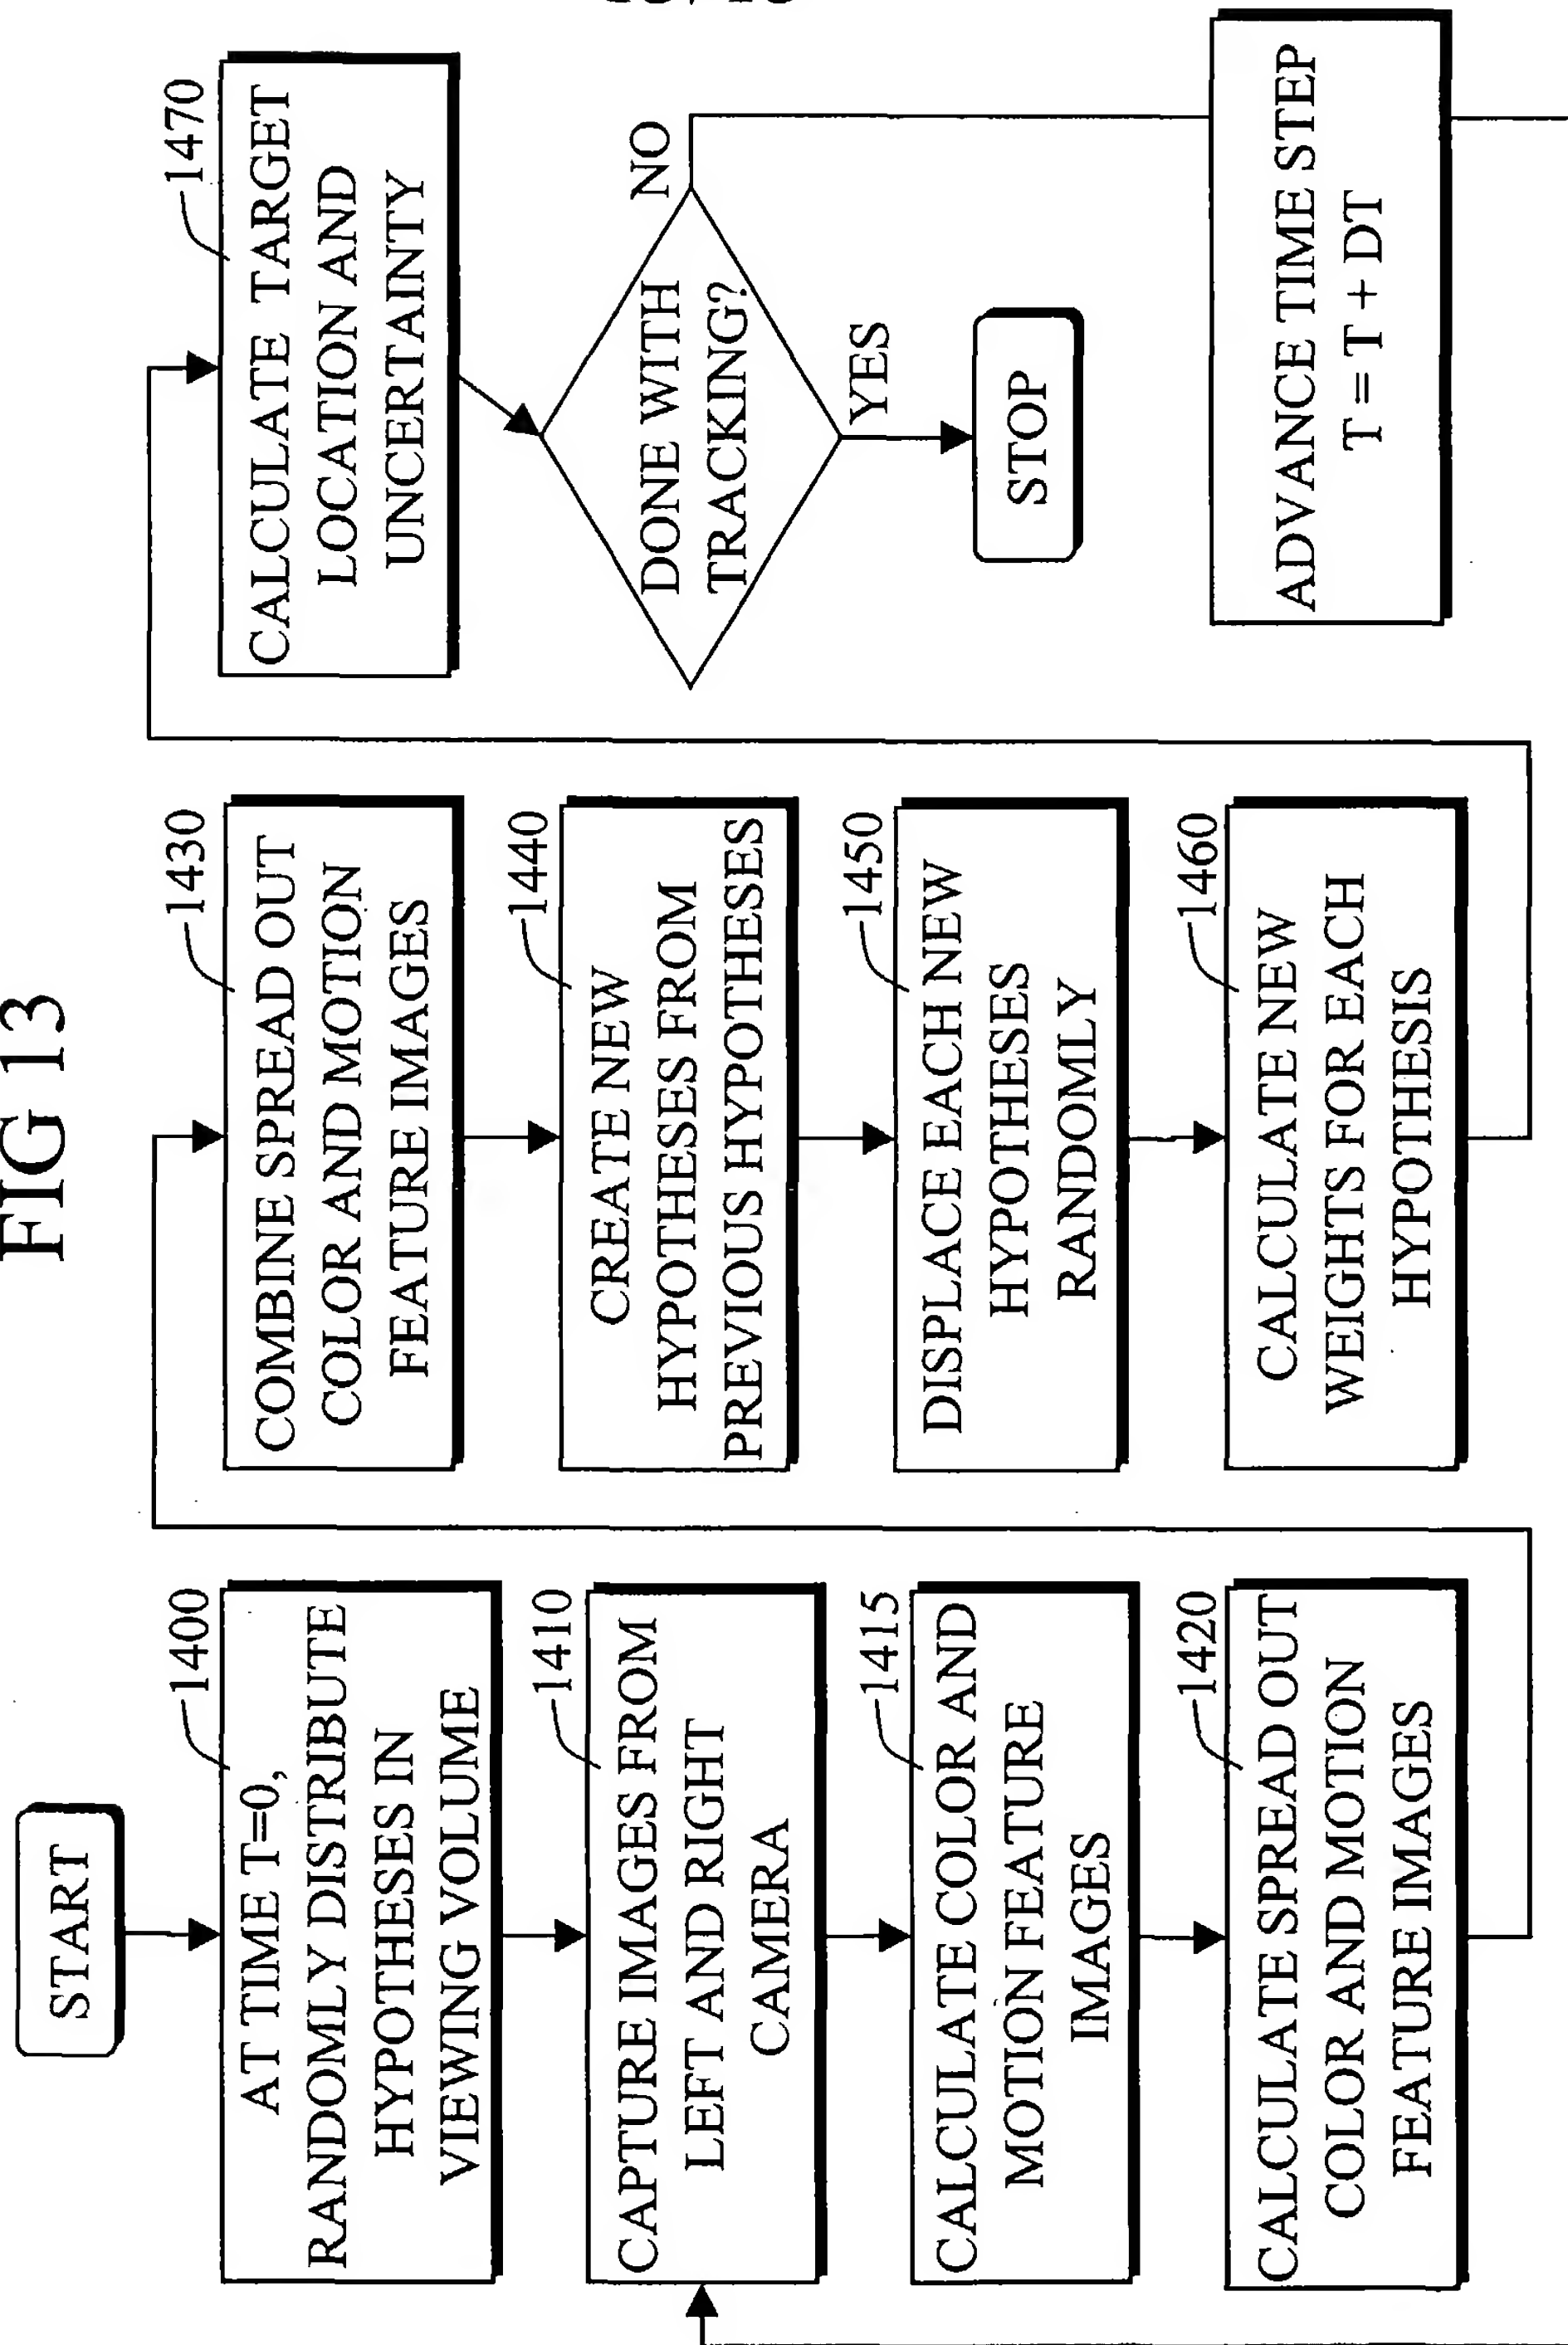 FIG 13
START
1400
AT TIME T=0,
RANDOMLY DISTRIBUTE
HYPOTHESES IN
VIEWING VOLUME
1410
CAPTURE IMAGES FROM
LEFT AND RIGHT
CAMERA
1415
CALCULATE COLOR AND
MOTION FEATURE
IMAGES
1420
CALCULATE SPREAD OUT
COLOR AND MOTION
FEATURE IMAGES
1430
COMBINE SPREAD OUT
COLOR AND MOTION
FEATURE IMAGES
1440
CREATE NEW
HYPOTHESES FROM
PREVIOUS HYPOTHESES
1450
DISPLACE EACH NEW
HYPOTHESES
RANDOMLY
1460
CALCULATE NEW
WEIGHTS FOR EACH
HYPOTHESIS
1470
CALCULATE TARGET
LOCATION AND
UNCERTAINTY
DONE WITH
TRACKING?
NO
YES
STOP
ADVANCE TIME STEP
T = T + DT